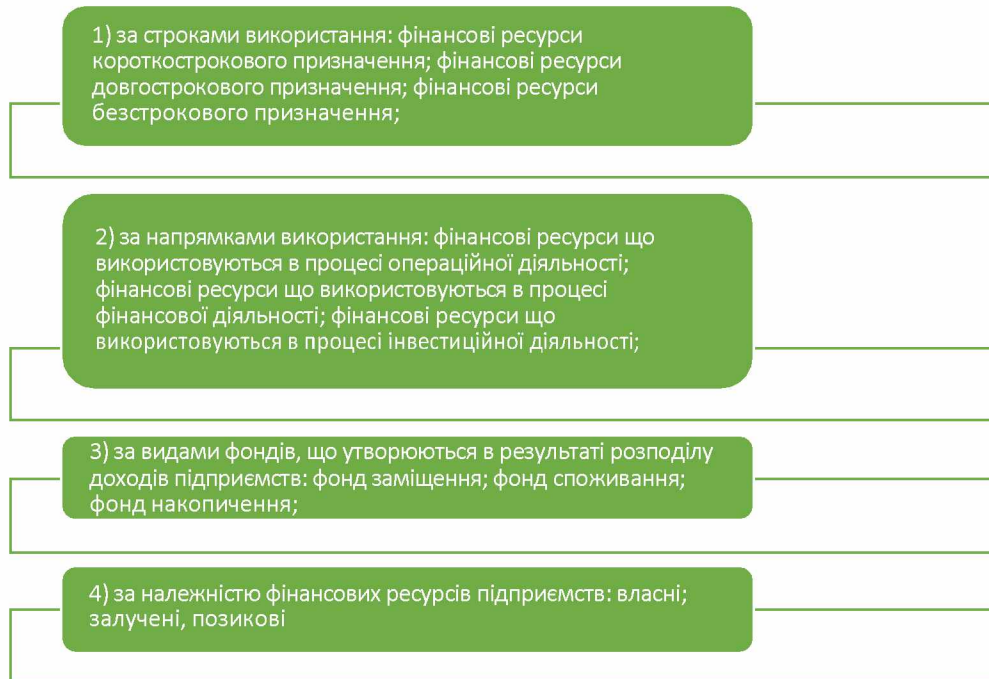 1) за строками використання: фінансові ресурси
короткострокового призначення; фінансові ресурси
довгострокового призначення; фінансові ресурси
безстрокового призначення;
2) за напрямками використання: фінансові ресурси що
використовуються в процесі операційної діяльності;
фінансові ресурси що використовуються в процесі
фінансової діяльності; фінансові ресурси що
використовуються в процесі інвестиційної діяльності;
3) за видами фондів, що утворюються в результаті розподілу
доходів підприємств: фонд заміщення; фонд споживання;
фонд накопичення;
4) за належністю фінансових ресурсів підприємств: власні;
залучені, позикові